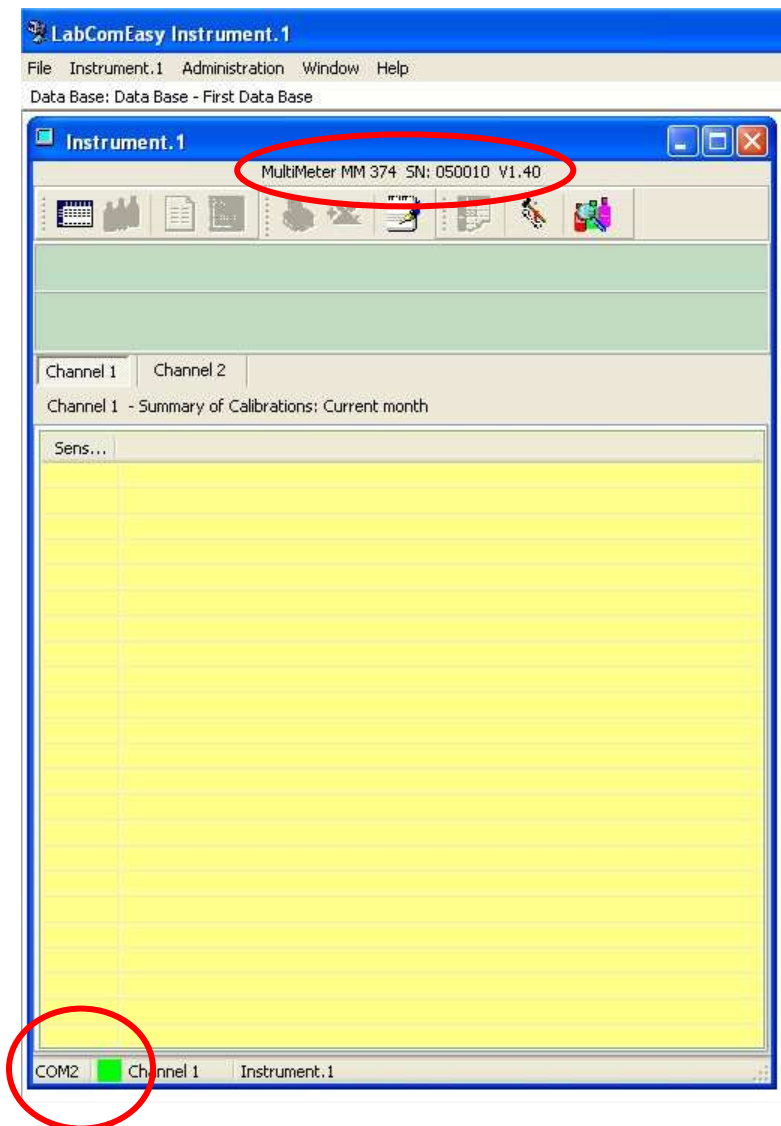 LabComEasy Instrument.1
File Instrument.1 Administration Window Help
Data Base: Data Base - First Data Base
Instrument.1
MultiMeter MM 374 SN: 050010 V1.40
Channel 1 Channel 2
Channel 1 - Summary of Calibrations: Current month
Sens...
COM2 Channel 1 Instrument.1